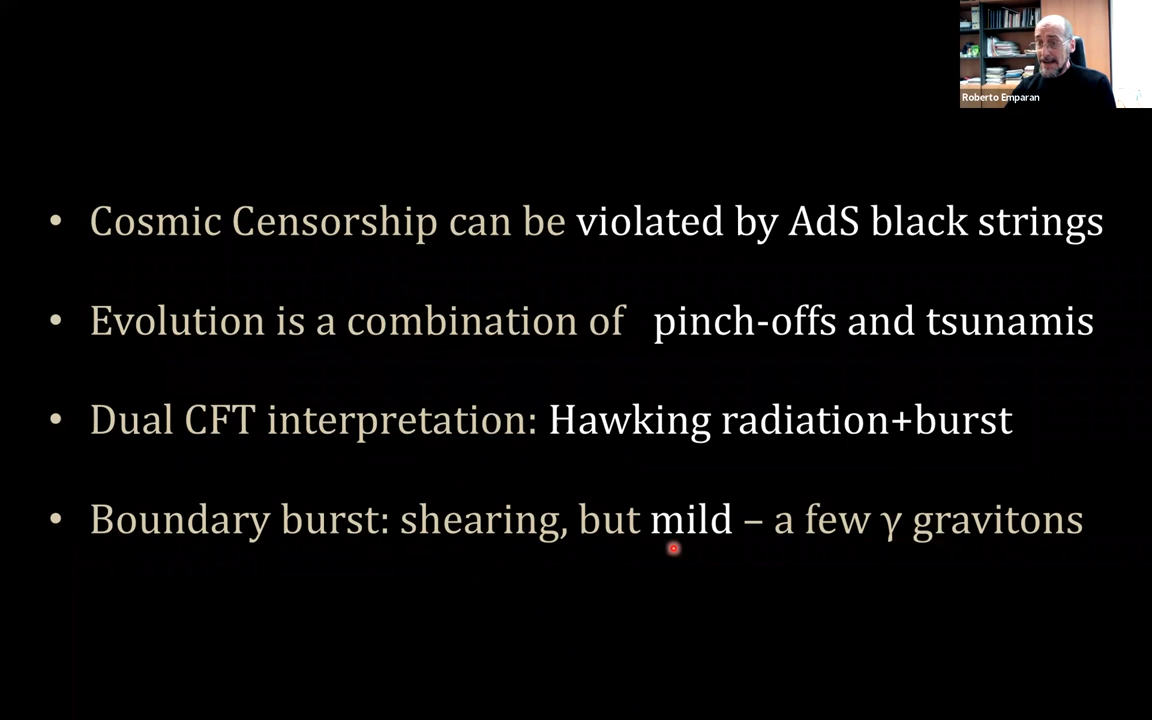 Roberto Emparan
• Cosmic Censorship can be violated by AdS black strings
• Evolution is a combination of pinch-offs and tsunamis
• Dual CFT interpretation: Hawking radiation+burst
• Boundary burst: shearing, but mild – a few γ gravitons